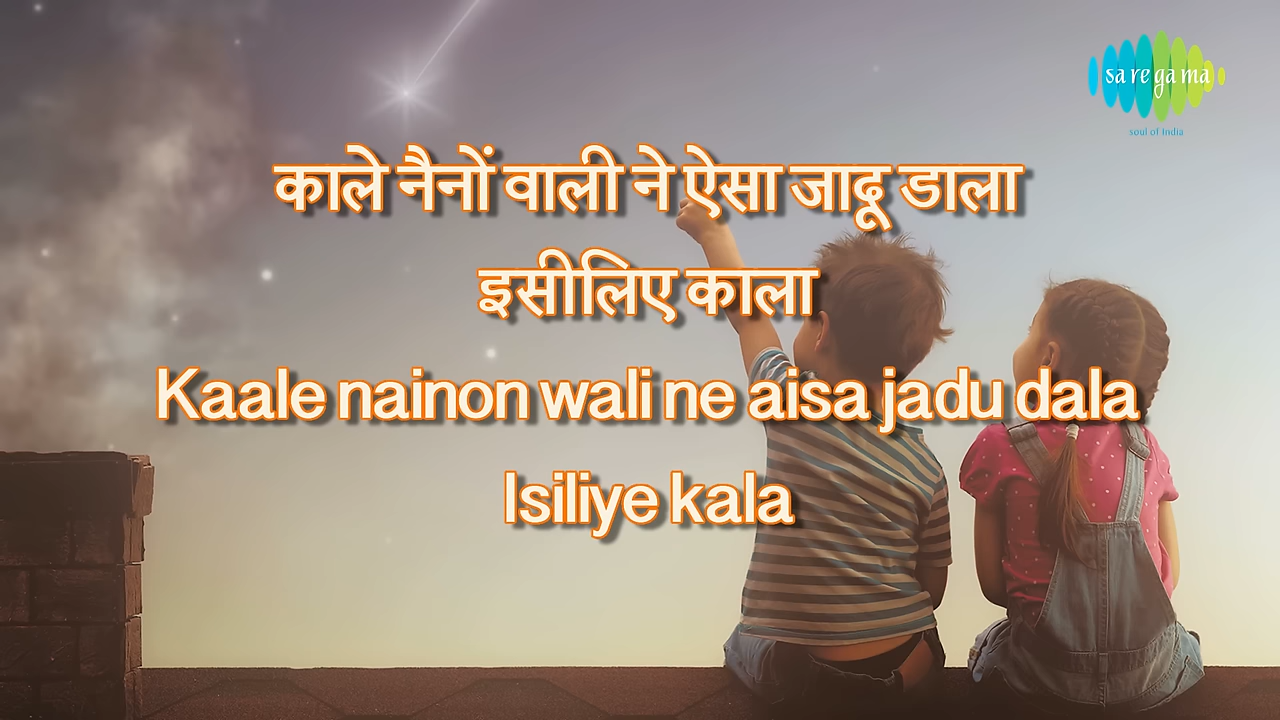 sa re ga ma
soul of India
काले नैनों वाली ने ऐसा जादू डाला
इसीलिए काला
Kaale nainon wali ne aisa jadu dala
Isiliye kala